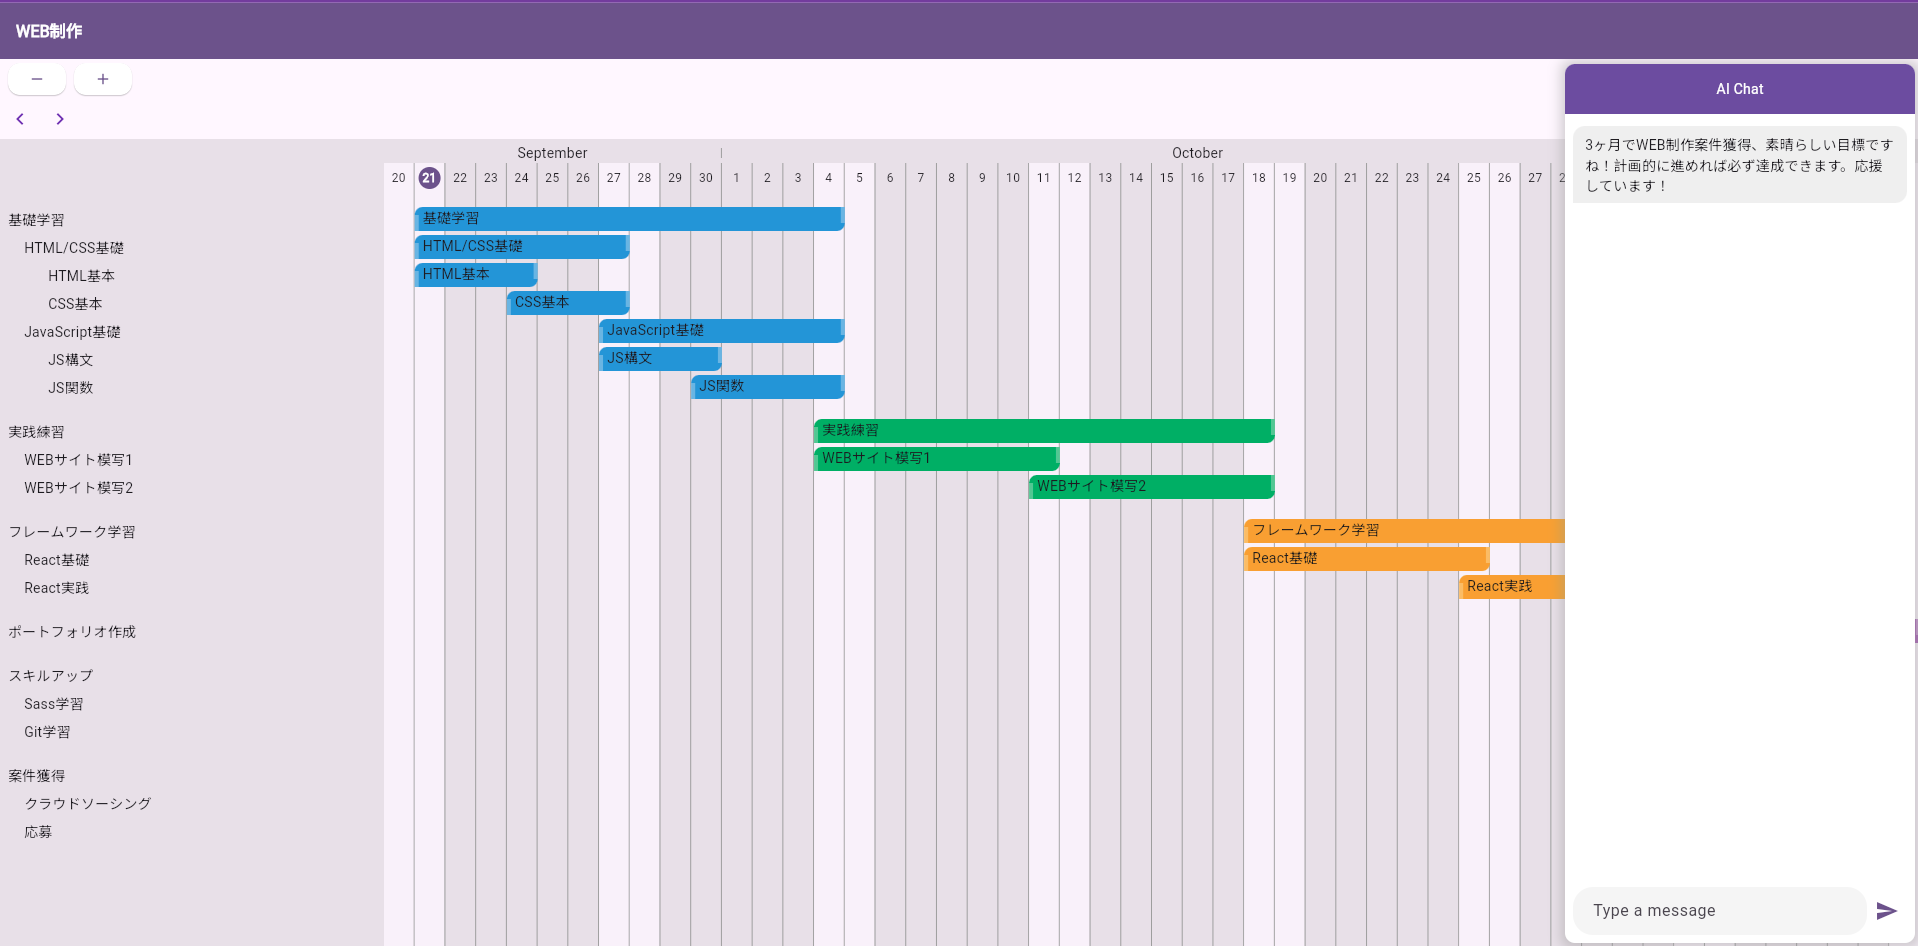 WEB制作
− +
AI Chat
3ヶ月でWEB制作案件獲得、素晴らしい目標です
ね！計画的に進めれば必ず達成できます。応援
しています！
September October
20 21 22 23 24 25 26 27 28 29 30 1 2 3 4 5 6 7 8 9 10 11 12 13 14 15 16 17 18 19 20 21 22 23 24 25 26 27
基礎学習 基礎学習
HTML/CSS基礎 HTML/CSS基礎
HTML基本 HTML基本
CSS基本 CSS基本
JavaScript基礎 JavaScript基礎
JS構文 JS構文
JS関数 JS関数
実践練習 実践練習
WEBサイト模写1 WEBサイト模写1
WEBサイト模写2 WEBサイト模写2
フレームワーク学習 フレームワーク学習
React基礎 React基礎
React実践 React実践
ポートフォリオ作成
スキルアップ
Sass学習
Git学習
案件獲得
クラウドソーシング
応募
Type a message